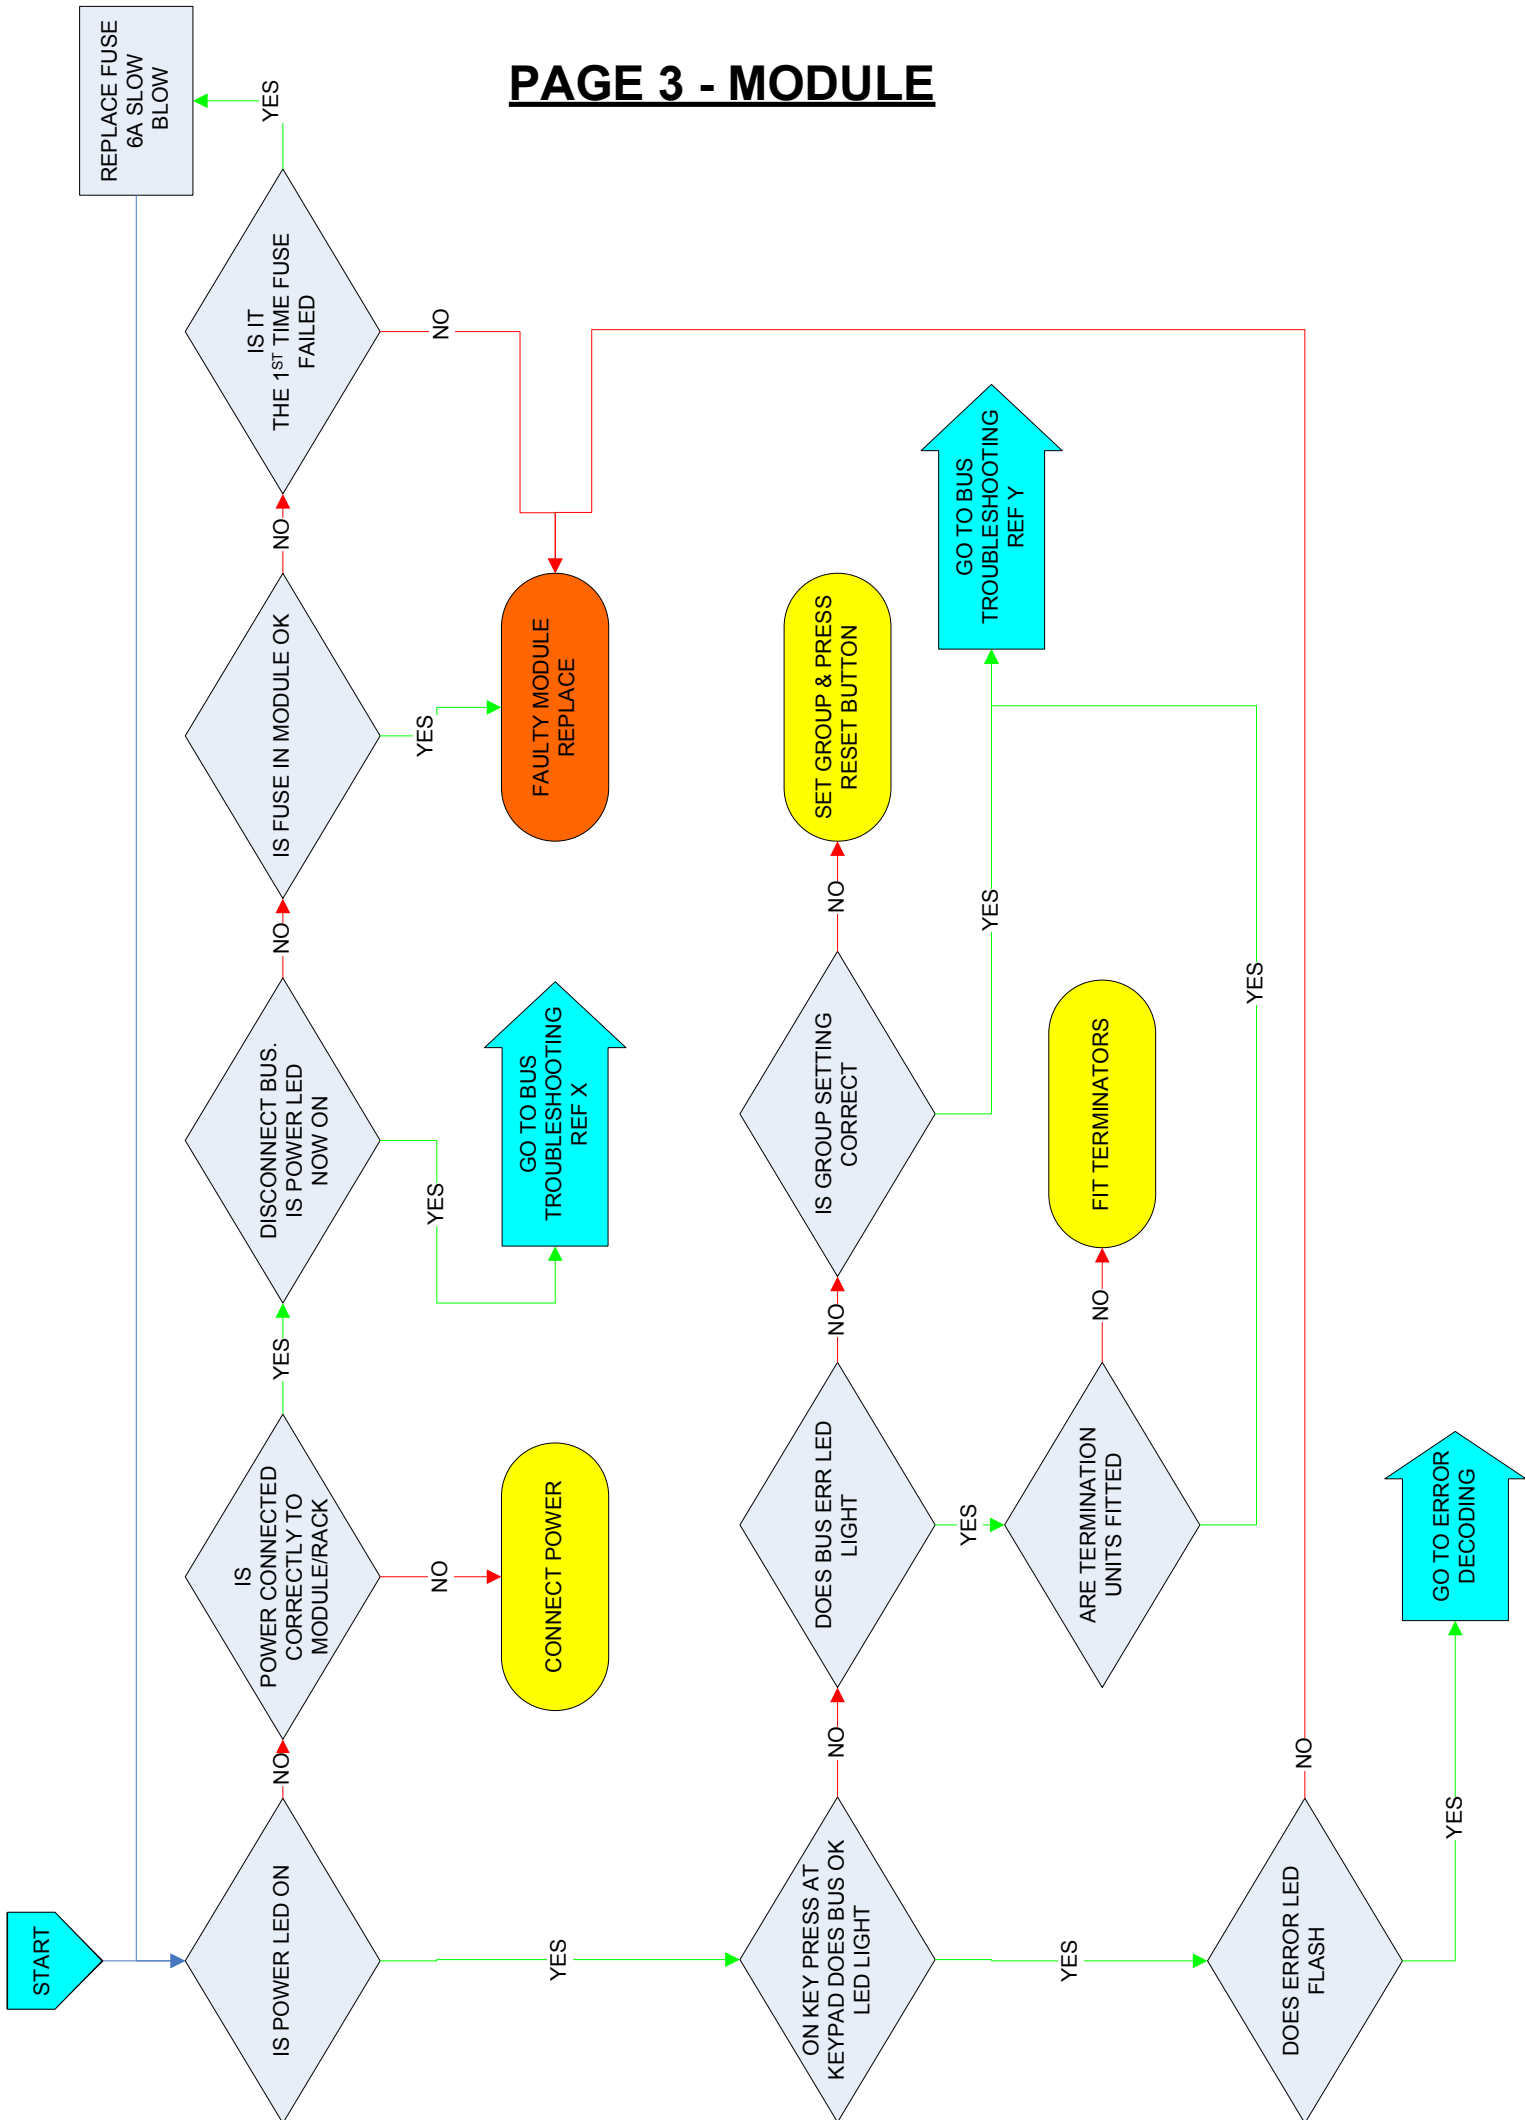 PAGE 3 - MODULE
START
IS POWER LED ON
NO
IS
POWER CONNECTED
CORRECTLY TO
MODULE/RACK
YES
DISCONNECT BUS.
IS POWER LED
NOW ON
NO
IS FUSE IN MODULE OK
NO
IS IT
THE 1ST TIME FUSE
FAILED
YES
REPLACE FUSE
6A SLOW
BLOW
YES
NO
CONNECT POWER
YES
GO TO BUS
TROUBLESHOOTING
REF X
YES
FAULTY MODULE
REPLACE
NO
ON KEY PRESS AT
KEYPAD DOES BUS OK
LED LIGHT
NO
DOES BUS ERR LED
LIGHT
NO
IS GROUP SETTING
CORRECT
NO
SET GROUP & PRESS
RESET BUTTON
YES
YES
YES
GO TO BUS
TROUBLESHOOTING
REF Y
ARE TERMINATION
UNITS FITTED
NO
FIT TERMINATORS
YES
DOES ERROR LED
FLASH
NO
YES
GO TO ERROR
DECODING